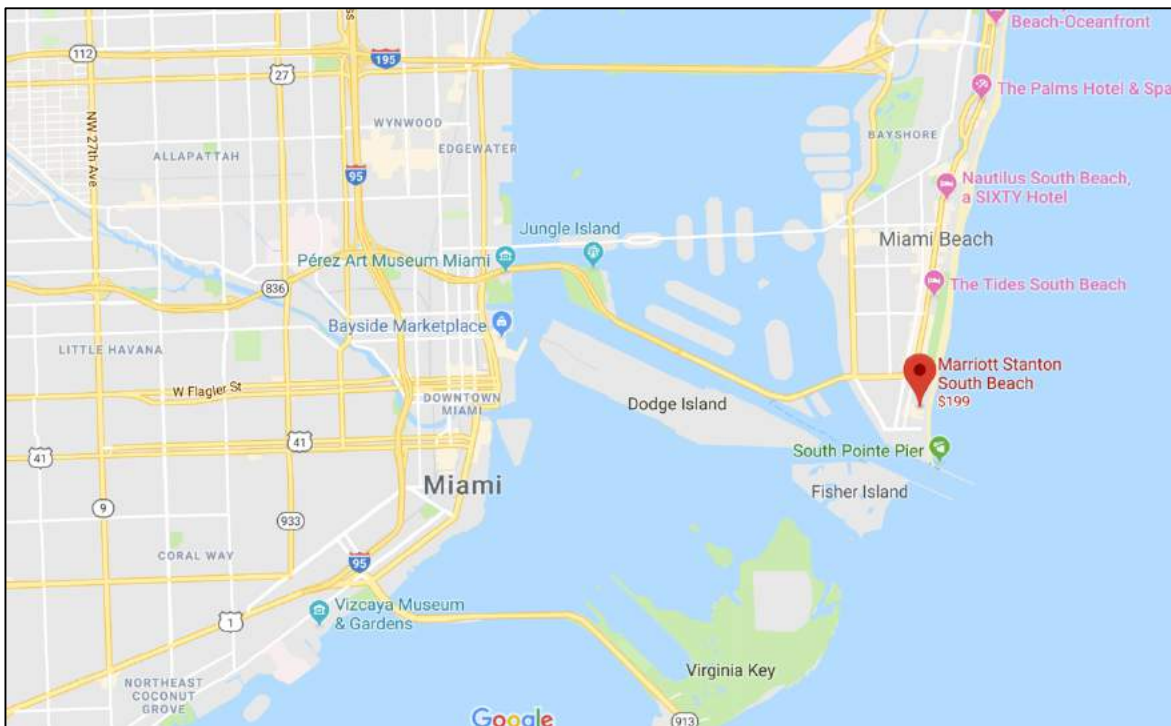 Beach-Oceanfront
112
195
27
The Palms Hotel & Spa
NW 27th Ave
WYNWOOD
EDGEWATER
BAYSHORE
ALLAPATTAH
95
Nautilus South Beach,
a SIXTY Hotel
Jungle Island
Miami Beach
Pérez Art Museum Miami
836
The Tides South Beach
Bayside Marketplace
LITTLE HAVANA
Marriott Stanton
South Beach
$199
W Flagler St
DOWNTOWN
MIAMI
Dodge Island
41
41
South Pointe Pier
Miami
Fisher Island
9
933
CORAL WAY
95
1
Vizcaya Museum
& Gardens
Virginia Key
NORTHEAST
COCONUT
GROVE
Google
913